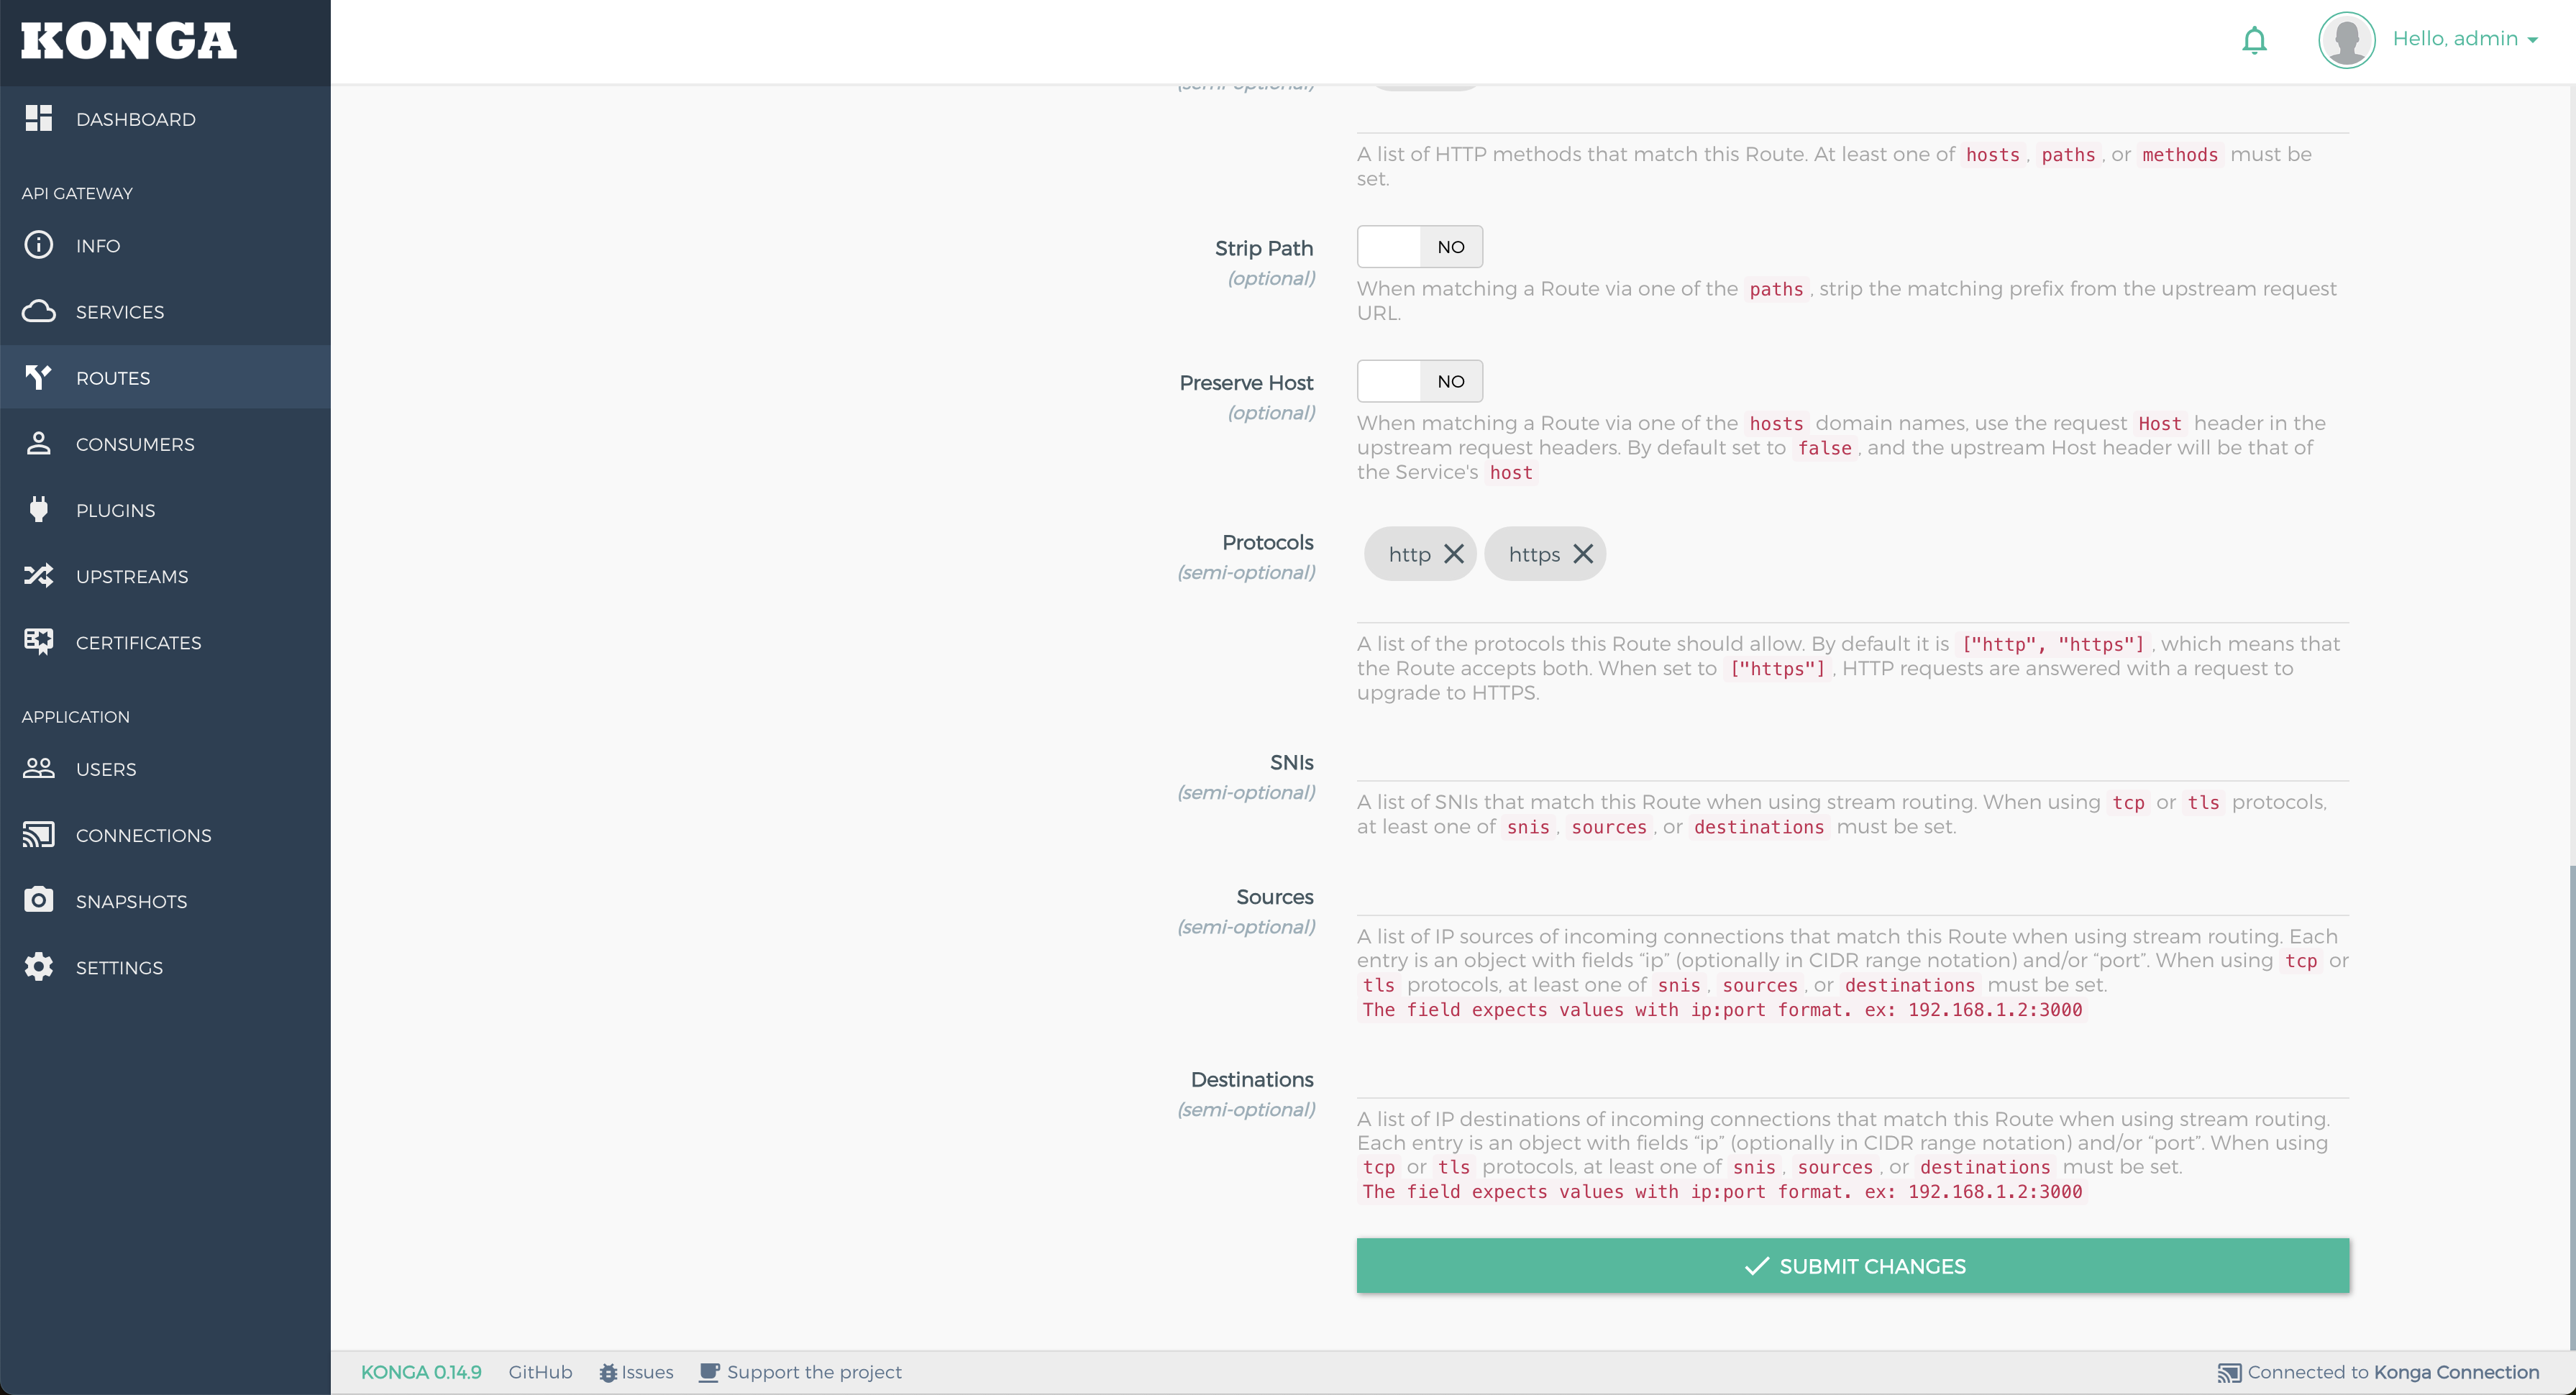 KONGA
Hello, admin
DASHBOARD
API GATEWAY
INFO
SERVICES
ROUTES
CONSUMERS
PLUGINS
UPSTREAMS
CERTIFICATES
APPLICATION
USERS
CONNECTIONS
SNAPSHOTS
SETTINGS
(semi-optional)
A list of HTTP methods that match this Route. At least one of hosts, paths, or methods must be
set.
Strip Path
(optional)
NO
When matching a Route via one of the paths, strip the matching prefix from the upstream request
URL.
Preserve Host
(optional)
NO
When matching a Route via one of the hosts domain names, use the request Host header in the
upstream request headers. By default set to false, and the upstream Host header will be that of
the Service's host
Protocols
(semi-optional)
http https
A list of the protocols this Route should allow. By default it is ["http", "https"], which means that
the Route accepts both. When set to ["https"], HTTP requests are answered with a request to
upgrade to HTTPS.
SNIs
(semi-optional)
A list of SNIs that match this Route when using stream routing. When using tcp or tls protocols,
at least one of snis, sources, or destinations must be set.
Sources
(semi-optional)
A list of IP sources of incoming connections that match this Route when using stream routing. Each
entry is an object with fields “ip” (optionally in CIDR range notation) and/or “port”. When using tcp or
tls protocols, at least one of snis, sources, or destinations must be set.
The field expects values with ip:port format. ex: 192.168.1.2:3000
Destinations
(semi-optional)
A list of IP destinations of incoming connections that match this Route when using stream routing.
Each entry is an object with fields “ip” (optionally in CIDR range notation) and/or “port”. When using
tcp or tls protocols, at least one of snis, sources, or destinations must be set.
The field expects values with ip:port format. ex: 192.168.1.2:3000
SUBMIT CHANGES
KONGA 0.14.9 GitHub Issues Support the project
Connected to Konga Connection